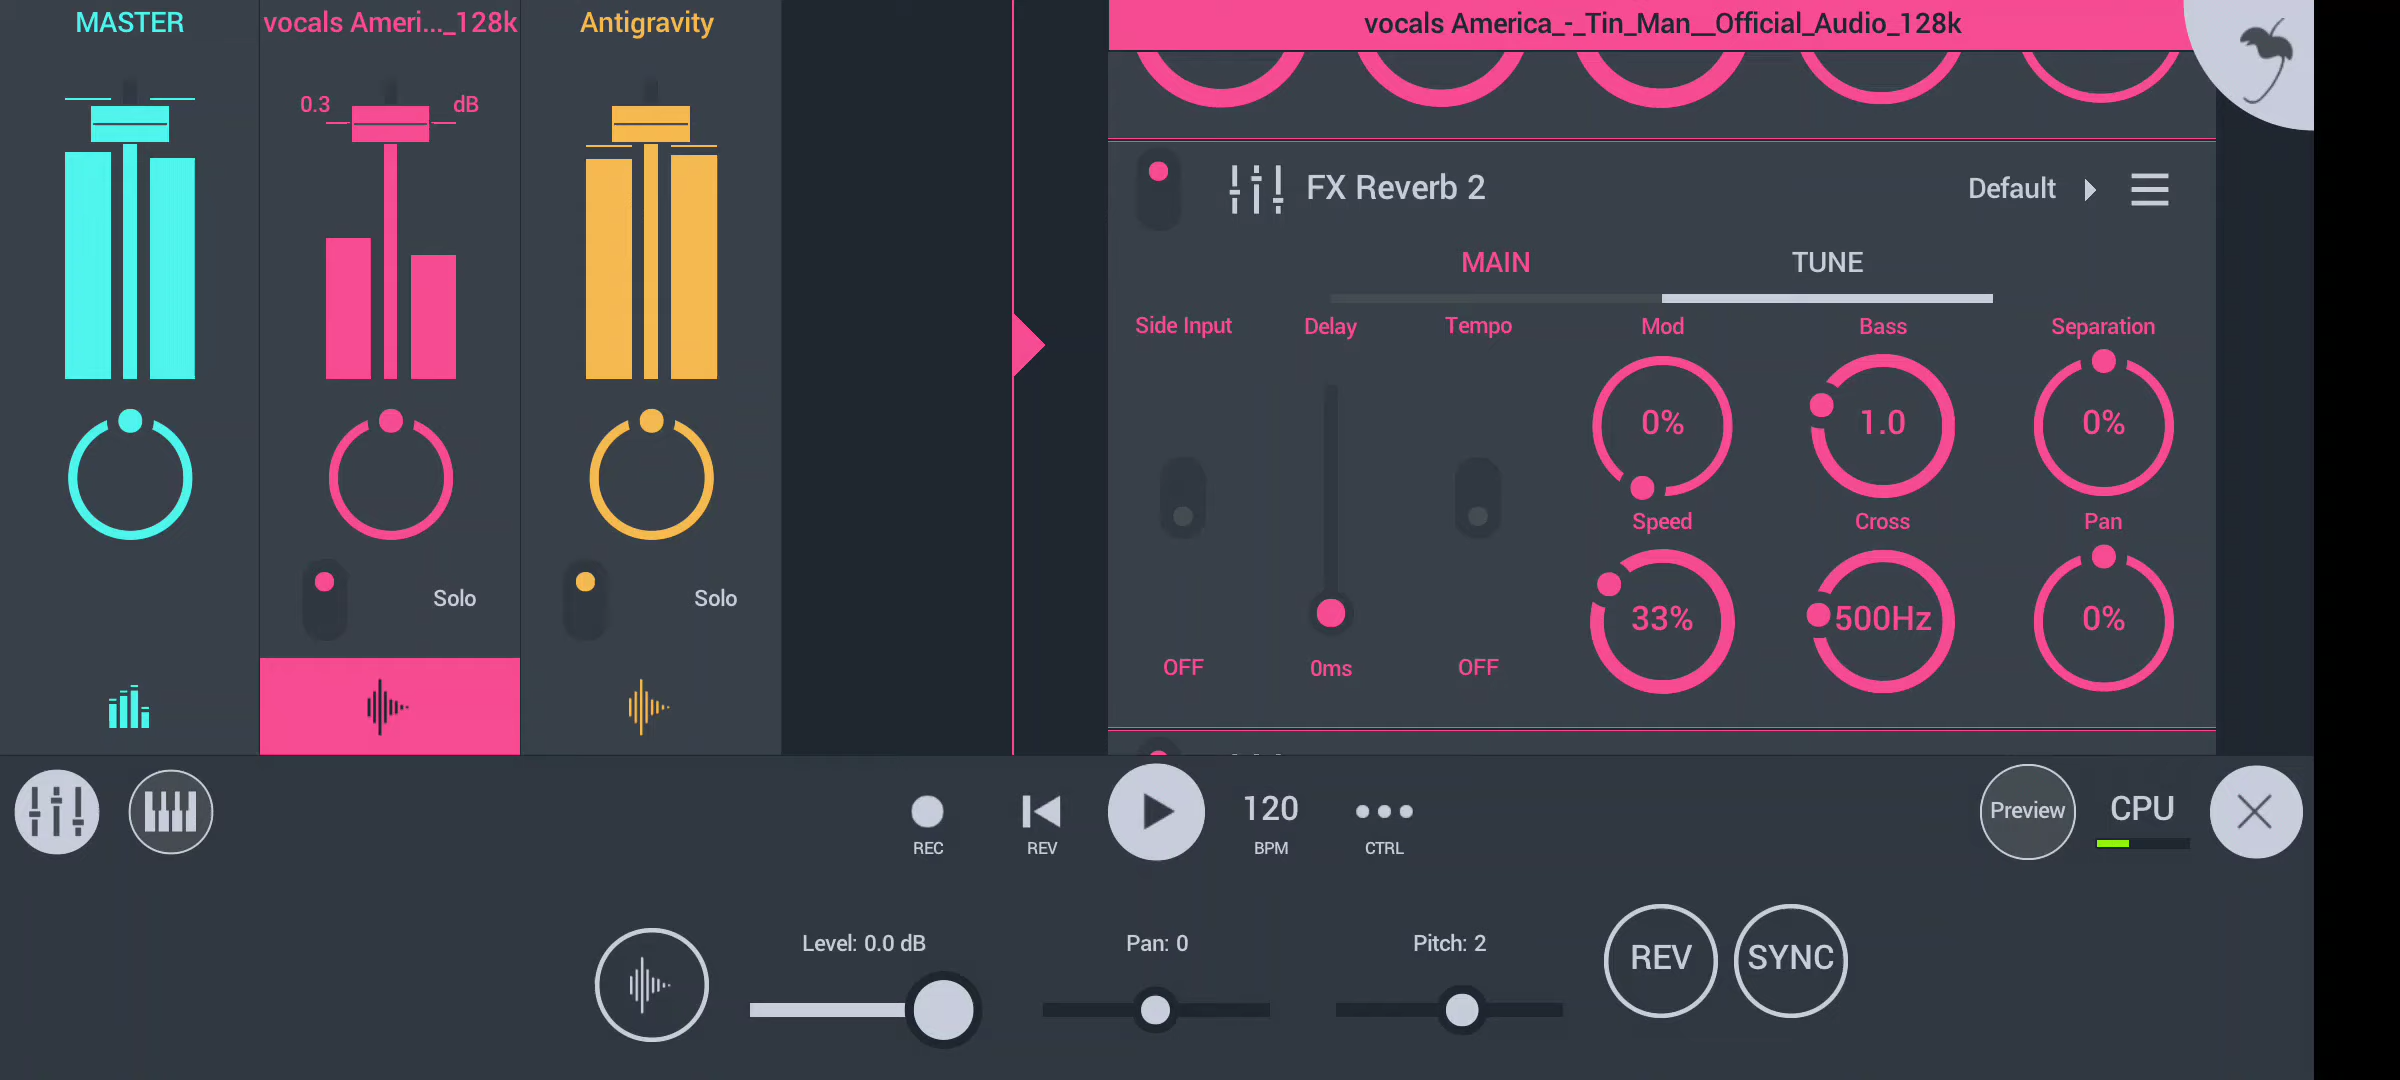 MASTER
vocals Ameri..._128k
Antigravity
vocals America_-_Tin_Man__Official_Audio_128k
0.3 dB
FX Reverb 2
Default
MAIN
TUNE
Side Input
Delay
Tempo
Mod
Bass
Separation
0%
1.0
0%
Speed
Cross
Pan
33%
500Hz
0%
OFF
0ms
OFF
Solo
Solo
REC
REV
120
BPM
CTRL
Preview
CPU
Level: 0.0 dB
Pan: 0
Pitch: 2
REV
SYNC